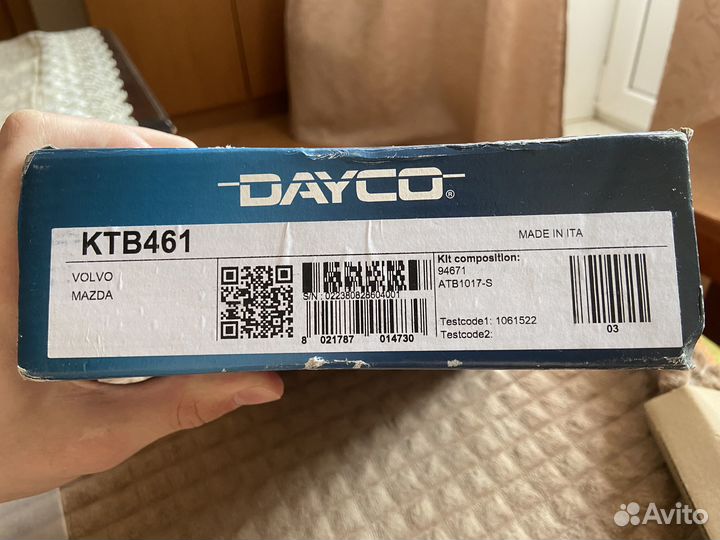 DAYCO®
KTB461
MADE IN ITA
VOLVO
MAZDA
S/N : 022380828604001
8 021787 014730
Kit composition:
94671
ATB1017-S
Testcode1: 1061522
Testcode2:
03
Avito